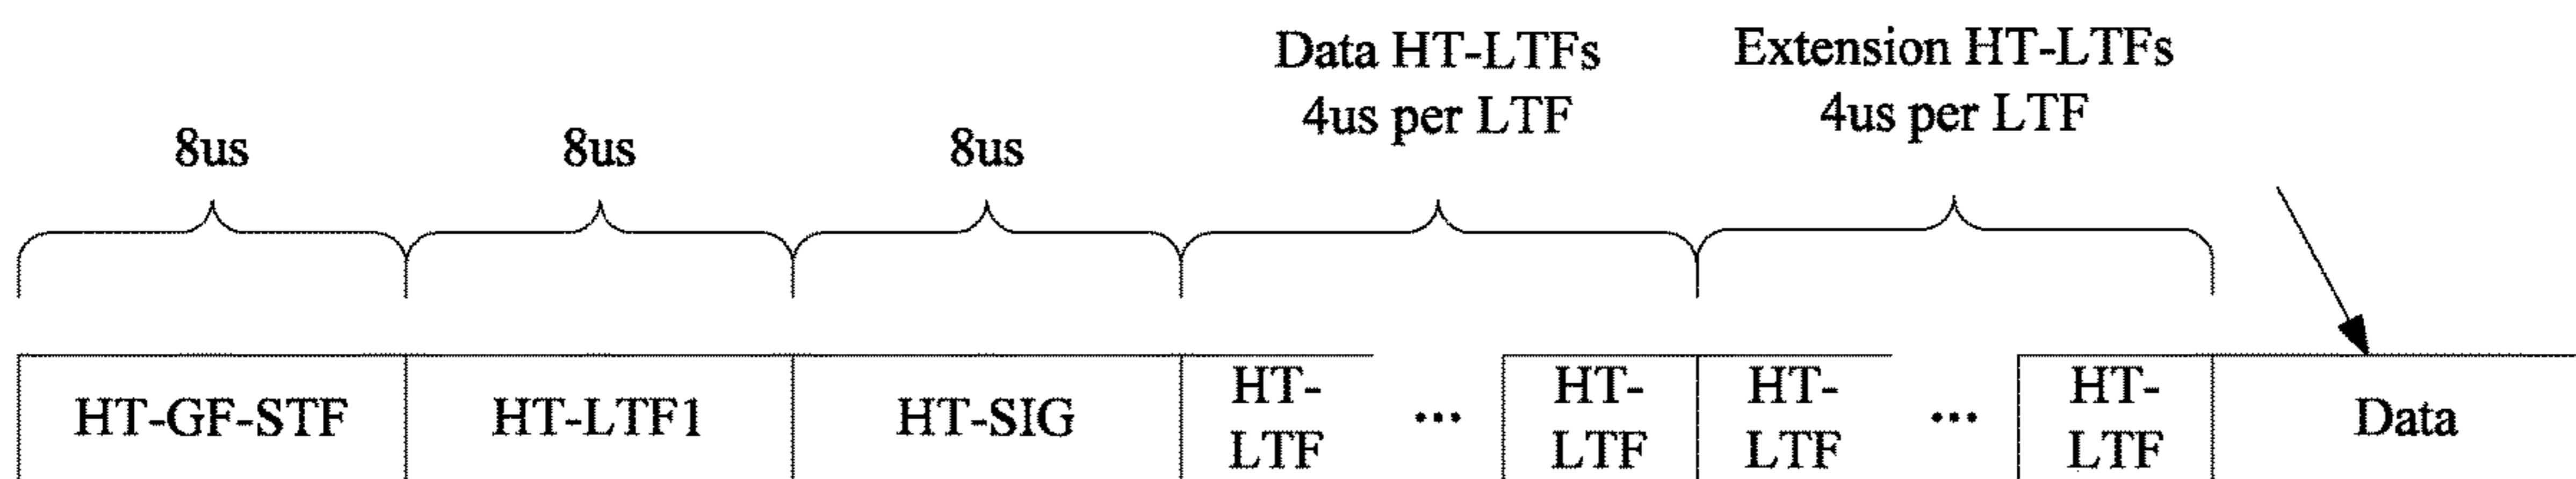 Data HT-LTFs
4us per LTF
Extension HT-LTFs
4us per LTF
8us
8us
8us
HT-GF-STF
HT-LTF1
HT-SIG
HT-
LTF
...
HT-
LTF
HT-
LTF
...
HT-
LTF
Data